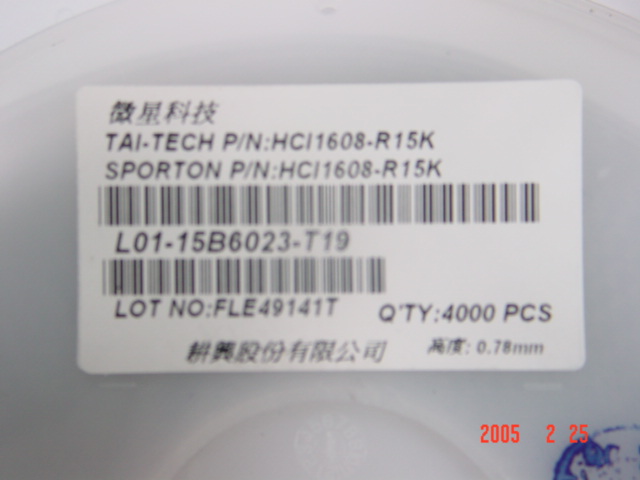 微星科技
TAI-TECH P/N:HCI1608-R15K
SPORTON P/N:HCI1608-R15K
L01-15B6023-T19
LOT NO:FLE49141T
Q'TY:4000 PCS
耕興股份有限公司
高度: 0.78mm
2005 2 25